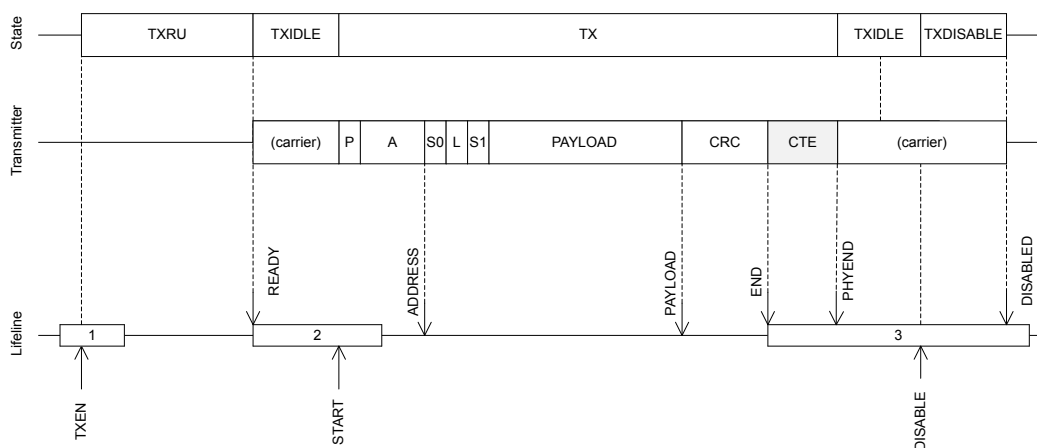 State
TXRU
TXIDLE
TX
TXIDLE
TXDISABLE
Transmitter
(carrier)
P
A
S0
L
S1
PAYLOAD
CRC
CTE
(carrier)
READY
ADDRESS
PAYLOAD
END
PHYEND
DISABLED
Lifeline
1
2
3
TXEN
START
DISABLE